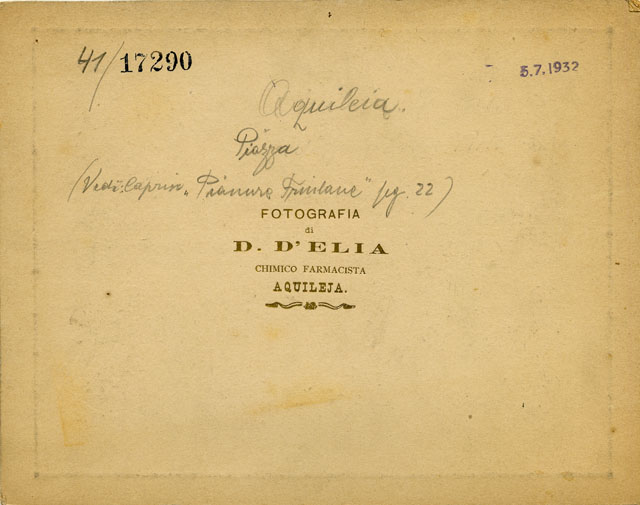 41/17290
5.7.1932
Aquileia.
Piazza
(Vedi: Caprin „Pianure Friulane" pg. 22)
FOTOGRAFIA
di
D. D'ELIA
CHIMICO FARMACISTA
AQUILEJA.